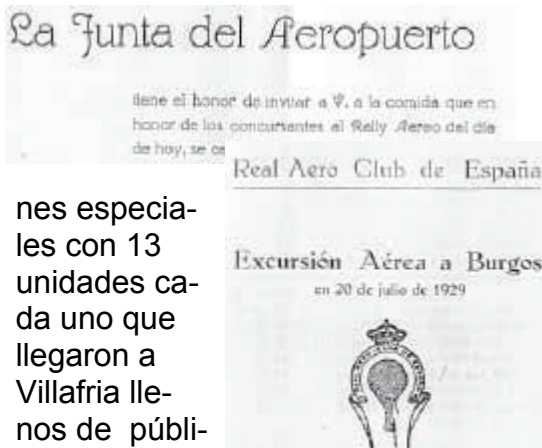 La Junta del Aeropuerto
tiene el honor de invitar a V. a la comida que en
honor de los concursantes al Rally Aereo del dia
de hoy, se ce
Real Aero Club de España
Excursión Aérea a Burgos
en 20 de julio de 1929
nes especia-
les con 13
unidades ca-
da uno que
llegaron a
Villafria lle-
nos de públi-